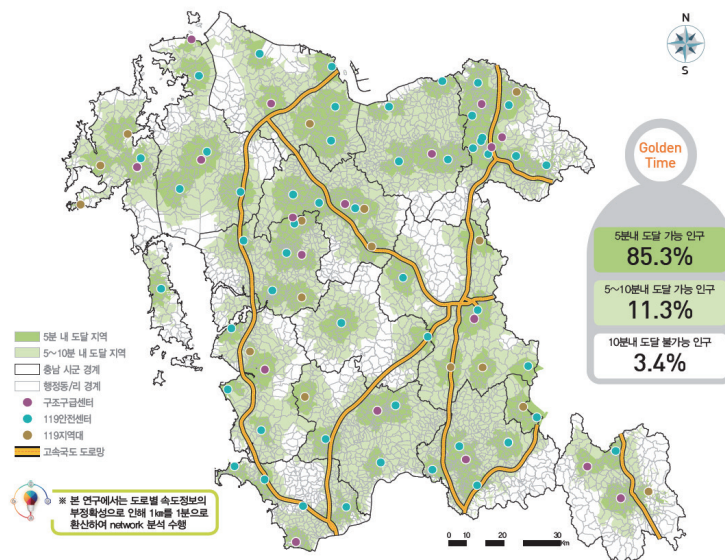 N
S
Golden
Time
5분내 도달 가능 인구
85.3%
5~10분내 도달 가능 인구
11.3%
10분내 도달 불가능 인구
3.4%
5분 내 도달 지역
5~10분 내 도달 지역
충남 시군 경계
행정동/리 경계
구조구급센터
119안전센터
119지역대
고속국도 도로망
※ 본 연구에서는 도로별 속도정보의
부정확성으로 인해 1㎞를 1분으로
환산하여 network 분석 수행
0 10 20 30
Km